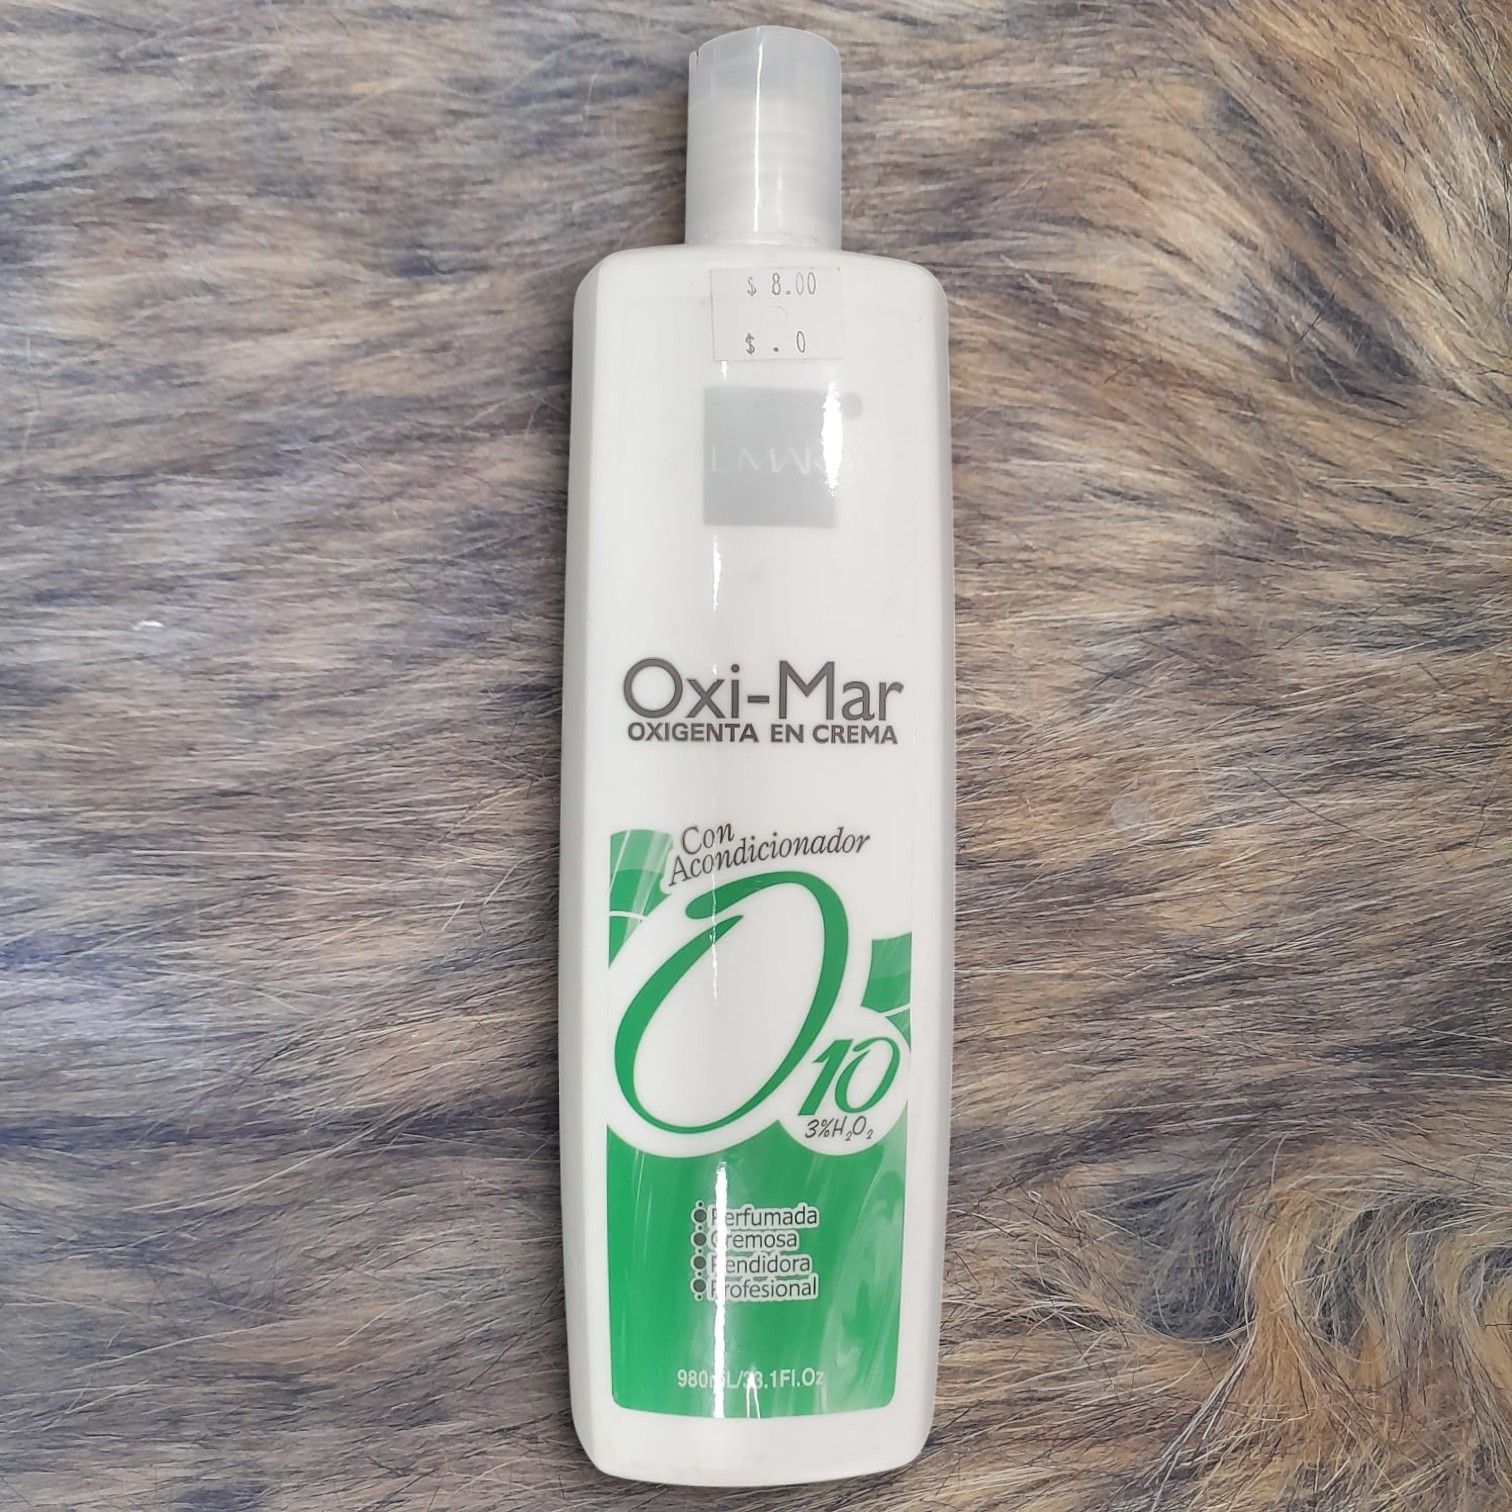 $ 8.00
$ . 0
Oxi-Mar
OXIGENTA EN CREMA
Con
Acondicionador
O
10
3%H₂O₂
Perfumada
Cremosa
Rendidora
Profesional
980mL/33.1Fl.Oz